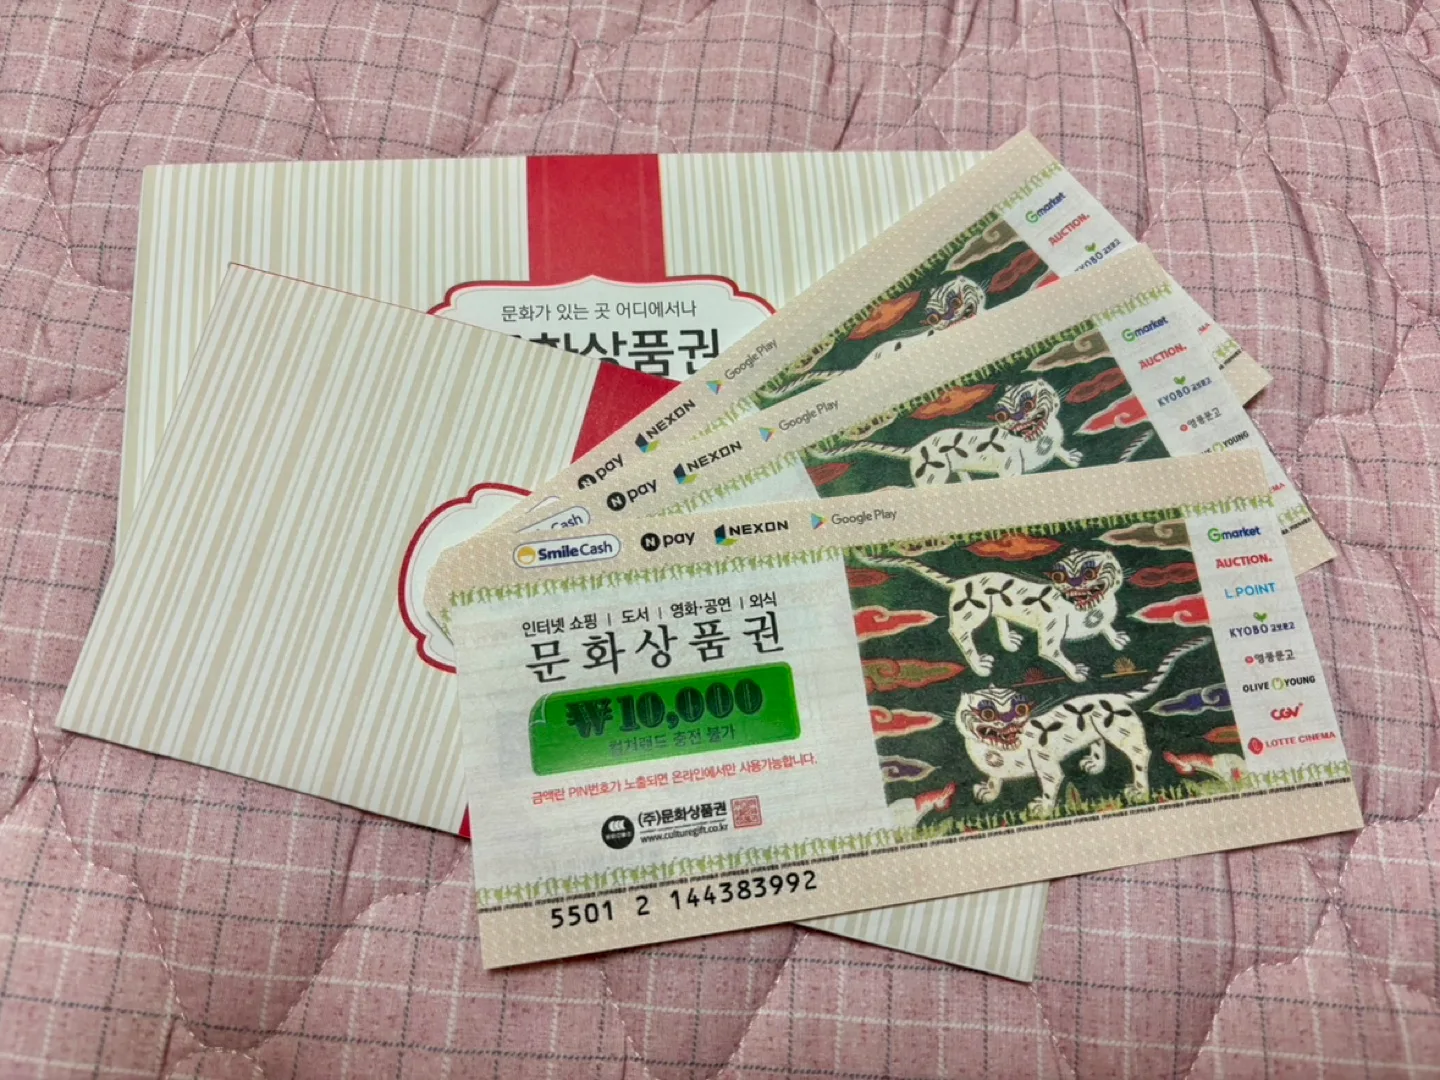 문화가 있는 곳 어디에서나
상품권
Gmarket
AUCTION.
KYOBO 교보문고
NEXON
Google Play
pay
Cash
Gmarket
AUCTION.
KYOBO 교보문고
영풍문고
YOUNG
N pay
NEXON
Google Play
SmileCash
N pay
NEXON
Google Play
인터넷 쇼핑 | 도서 | 영화·공연 | 외식
문화상품권
₩10,000
컬쳐랜드 충전 불가
금액란 PIN번호가 노출되면 온라인에서만 사용가능합니다.
(주)문화상품권
www.culturegift.co.kr
5501 2 144383992
Gmarket
AUCTION.
L.POINT
KYOBO 교보문고
영풍문고
OLIVE YOUNG
CGV
LOTTE CINEMA